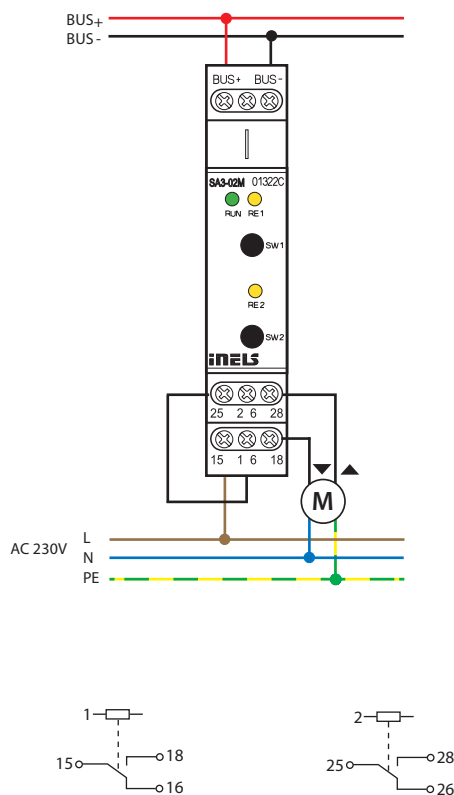 BUS+
BUS-
BUS+ BUS-
SA3-02M 01322C
RUN RE1
SW1
RE2
SW2
iNELS
25 2 6 28
15 1 6 18
M
AC 230V
L
N
PE
1
15
18
16
2
25
28
26